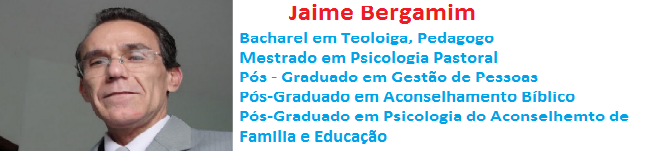 Jaime Bergamim
Bacharel em Teoloiga, Pedagogo
Mestrado em Psicologia Pastoral
Pós - Graduado em Gestão de Pessoas
Pós-Graduado em Aconselhamento Bíblico
Pós-Graduado em Psicologia do Aconselhemto de
Familia e Educação